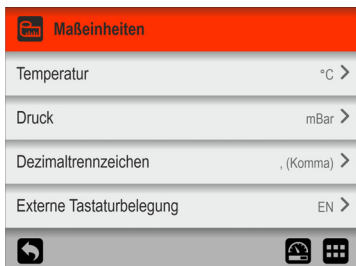 Maßeinheiten
Temperatur °C
Druck mBar
Dezimaltrennzeichen , (Komma)
Externe Tastaturbelegung EN